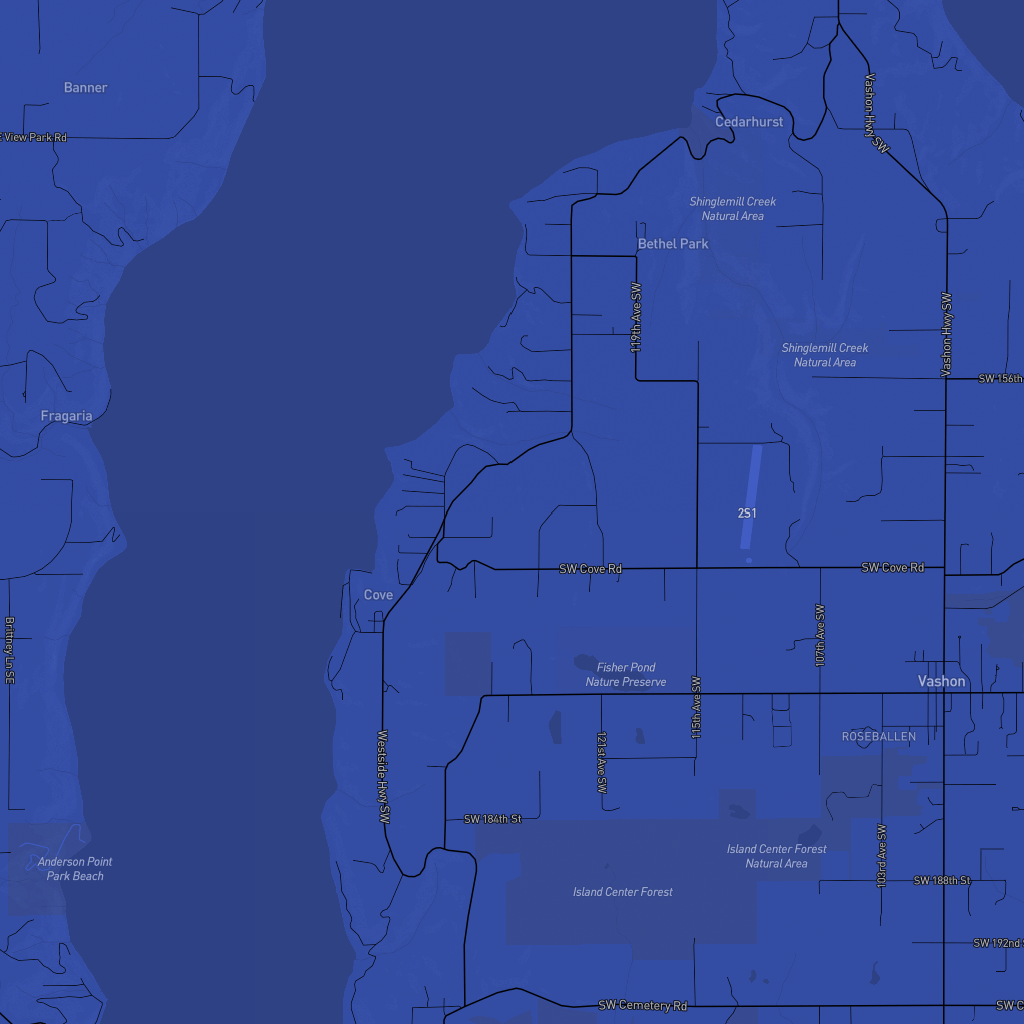 Banner
E View Park Rd
Cedarhurst
Vashon Hwy SW
Shinglemill Creek
Natural Area
Bethel Park
119th Ave SW
Vashon Hwy SW
Shinglemill Creek
Natural Area
SW 156th
Fragaria
2S1
SW Cove Rd
SW Cove Rd
Cove
Brittney Ln SE
107th Ave SW
Fisher Pond
Nature Preserve
Vashon
115th Ave SW
Westside Hwy SW
121st Ave SW
ROSEBALLEN
SW 184th St
Anderson Point
Park Beach
Island Center Forest
Natural Area
103rd Ave SW
SW 188th St
Island Center Forest
SW 192nd S
SW Cemetery Rd
SW C